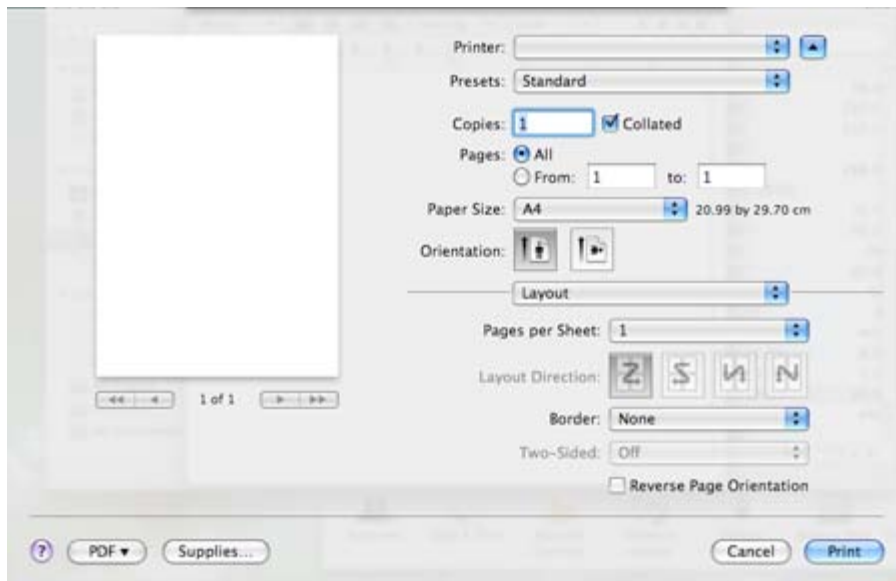 Printer:
Presets: Standard
Copies: 1 Collated
Pages: All
From: 1 to: 1
Paper Size: A4 20.99 by 29.70 cm
Orientation:
Layout
Pages per Sheet: 1
Layout Direction:
1 of 1
Border: None
Two-Sided: Off
Reverse Page Orientation
? PDF Supplies... Cancel Print